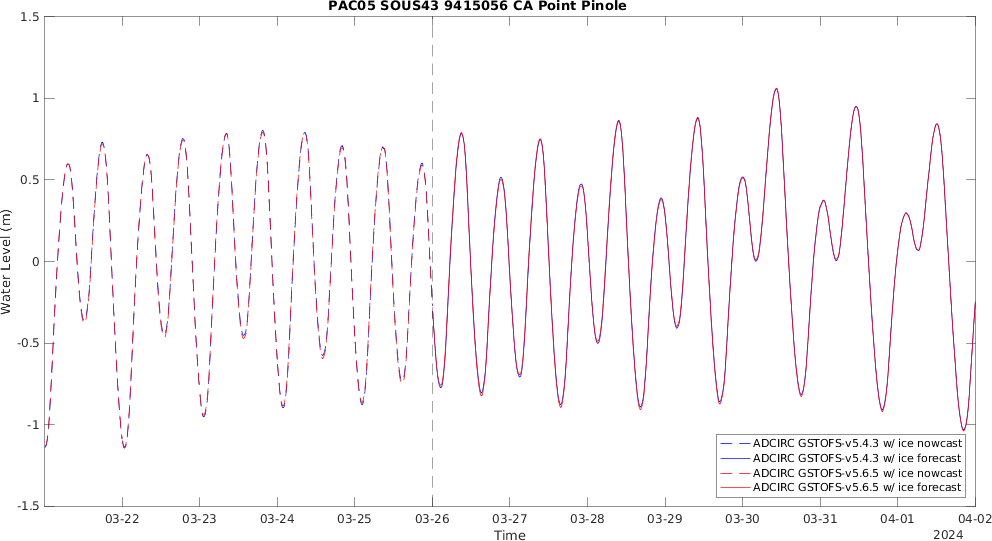 PAC05 SOUS43 9415056 CA Point Pinole
1.5
1
0.5
0
-0.5
-1
-1.5
Water Level (m)
03-22 03-23 03-24 03-25 03-26 03-27 03-28 03-29 03-30 03-31 04-01 04-02
Time
2024
ADCIRC GSTOFS-v5.4.3 w/ ice nowcast
ADCIRC GSTOFS-v5.4.3 w/ ice forecast
ADCIRC GSTOFS-v5.6.5 w/ ice nowcast
ADCIRC GSTOFS-v5.6.5 w/ ice forecast